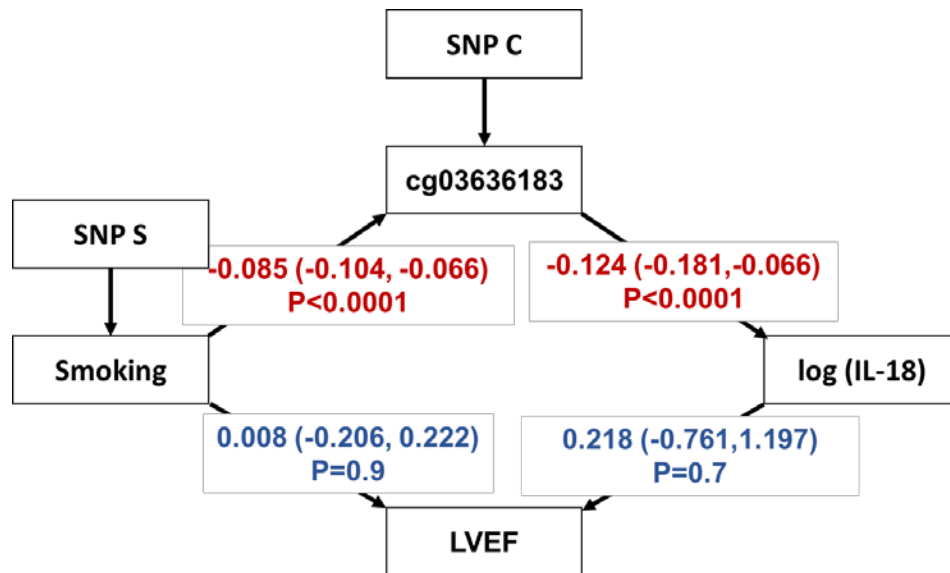 SNP C
cg03636183
SNP S
-0.085 (-0.104, -0.066)
P<0.0001
-0.124 (-0.181,-0.066)
P<0.0001
Smoking
log (IL-18)
0.008 (-0.206, 0.222)
P=0.9
0.218 (-0.761,1.197)
P=0.7
LVEF